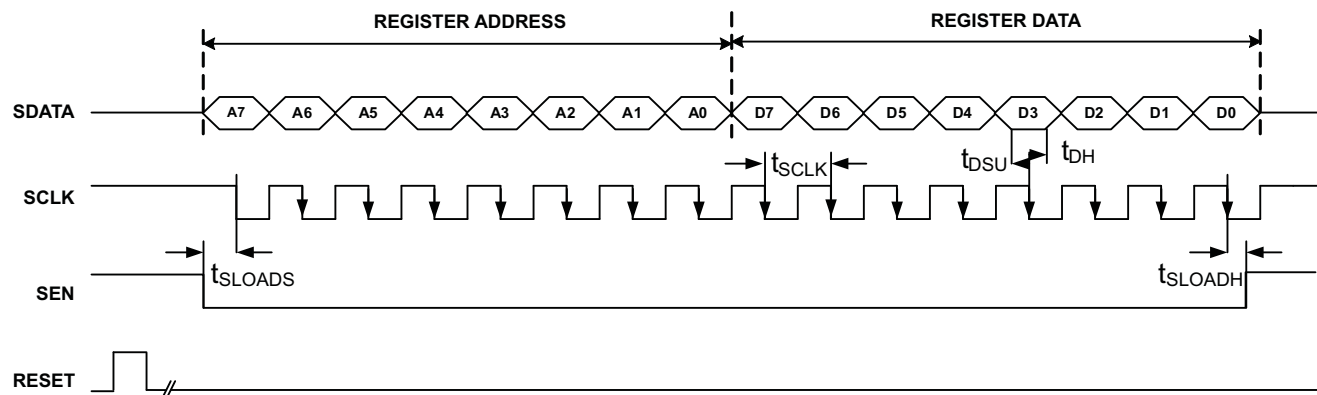 REGISTER ADDRESS REGISTER DATA
SDATA A7 A6 A5 A4 A3 A2 A1 A0 D7 D6 D5 D4 D3 D2 D1 D0
tSCLK tDSU tDH
SCLK
tSLOADS tSLOADH
SEN
RESET